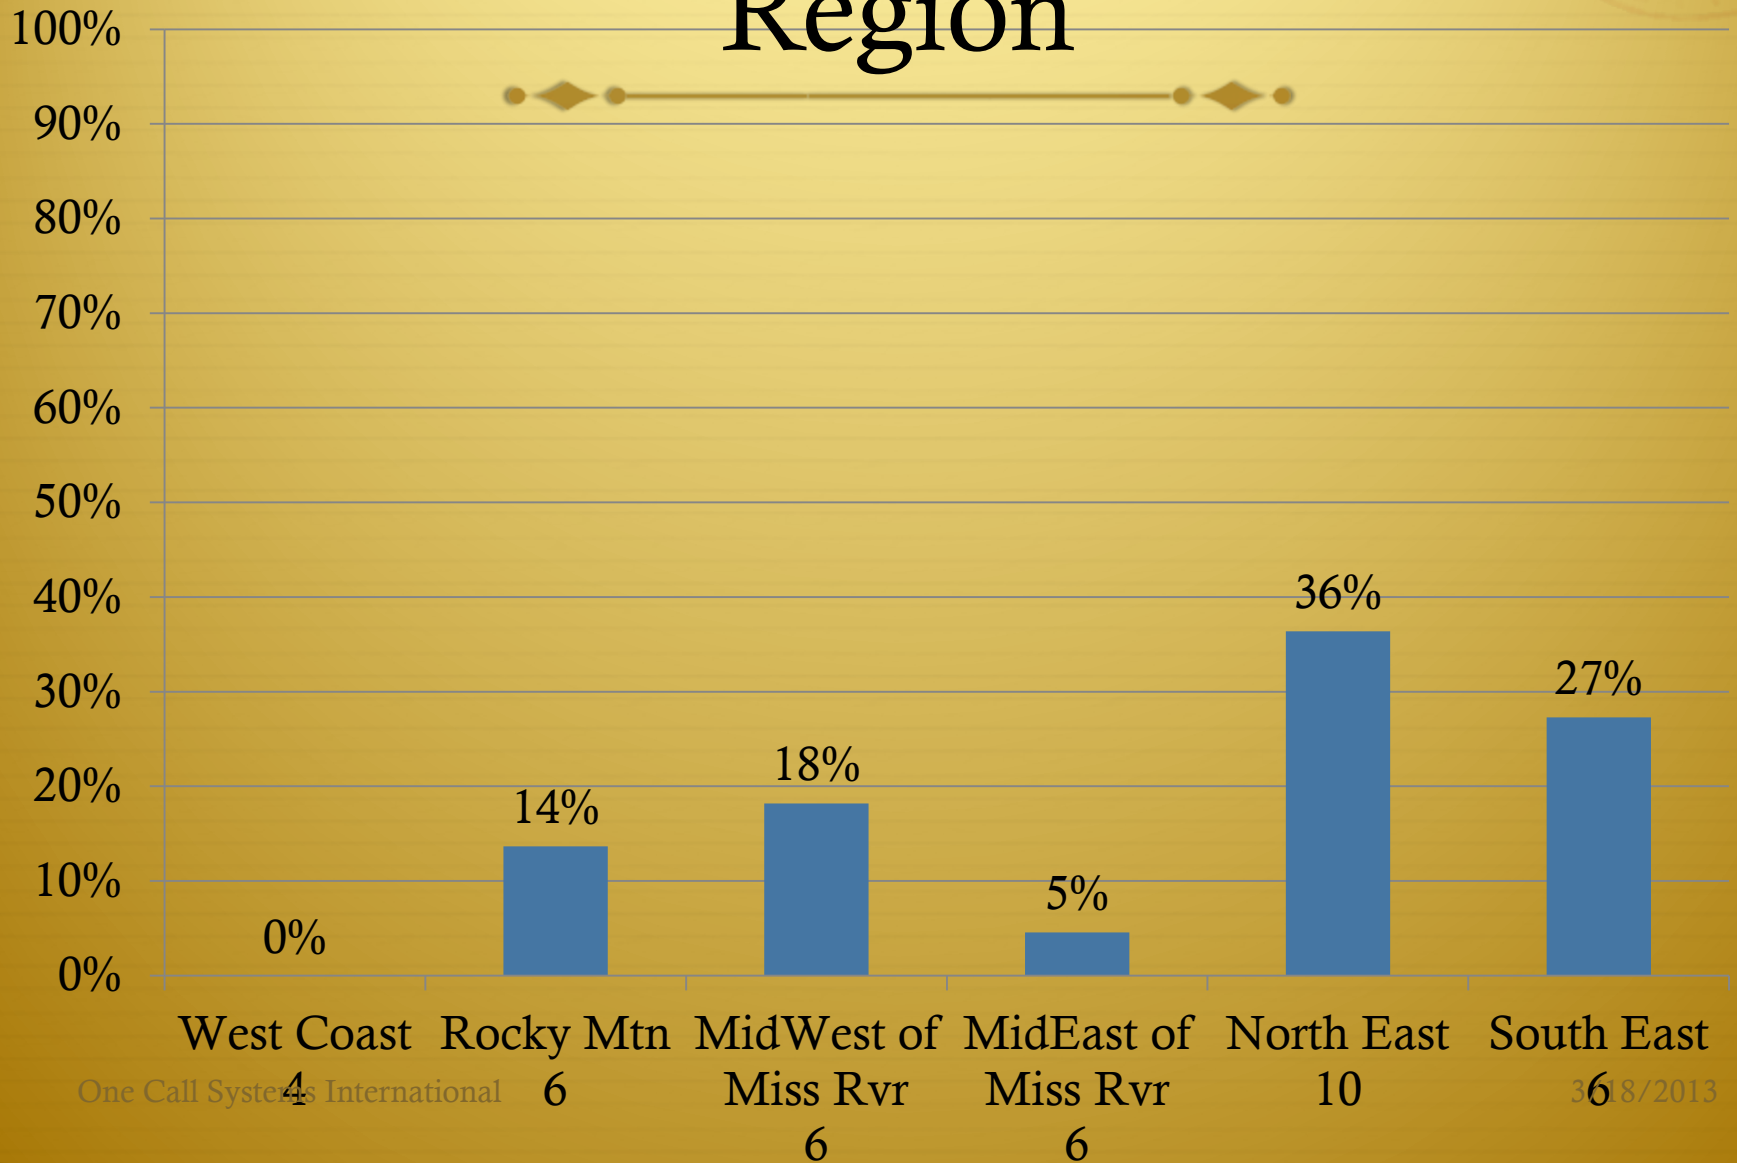 Region
100%
90%
80%
70%
60%
50%
40%
30%
20%
10%
0%
0%
14%
18%
5%
36%
27%
West Coast
4
Rocky Mtn
6
MidWest of
Miss Rvr
6
MidEast of
Miss Rvr
6
North East
10
South East
6
One Call Systems International
3/18/2013